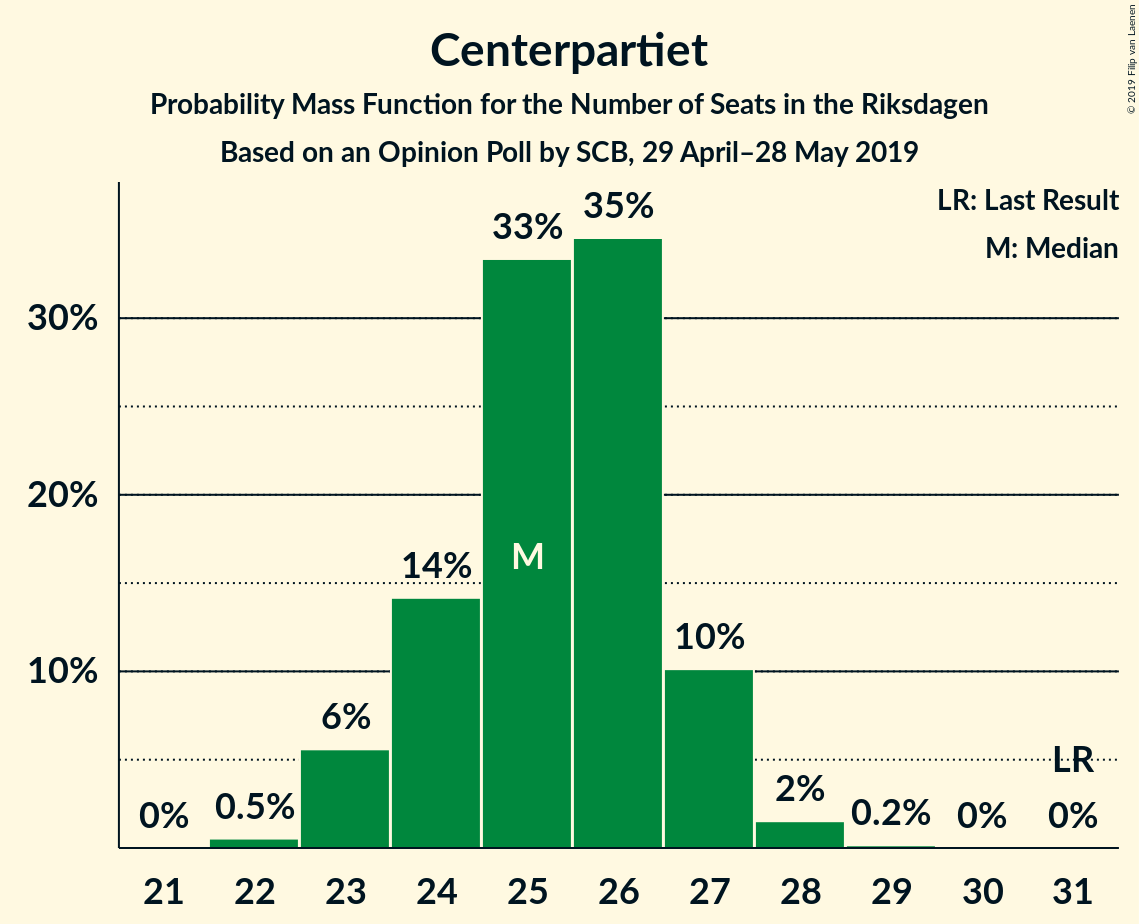 Centerpartiet
Probability Mass Function for the Number of Seats in the Riksdagen
Based on an Opinion Poll by SCB, 29 April–28 May 2019
© 2019 Filip van Laenen
LR: Last Result
M: Median
35%
33%
30%
20%
14%
M
10%
10%
6%
LR
2%
0% 0.5% 0.2% 0% 0%
21 22 23 24 25 26 27 28 29 30 31